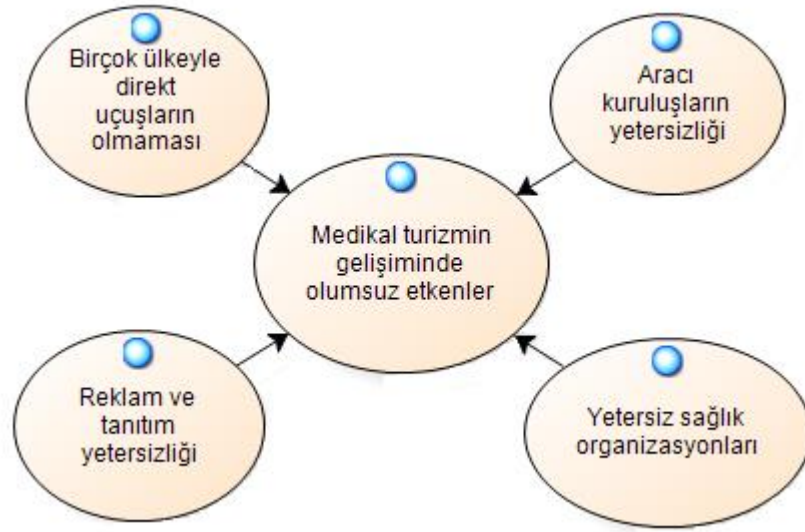 Birçok ülkeyle
direkt
uçuşların
olmaması
Aracı
kuruluşların
yetersizliği
Medikal turizmin
gelişiminde
olumsuz etkenler
Reklam ve
tanıtım
yetersizliği
Yetersiz sağlık
organizasyonları